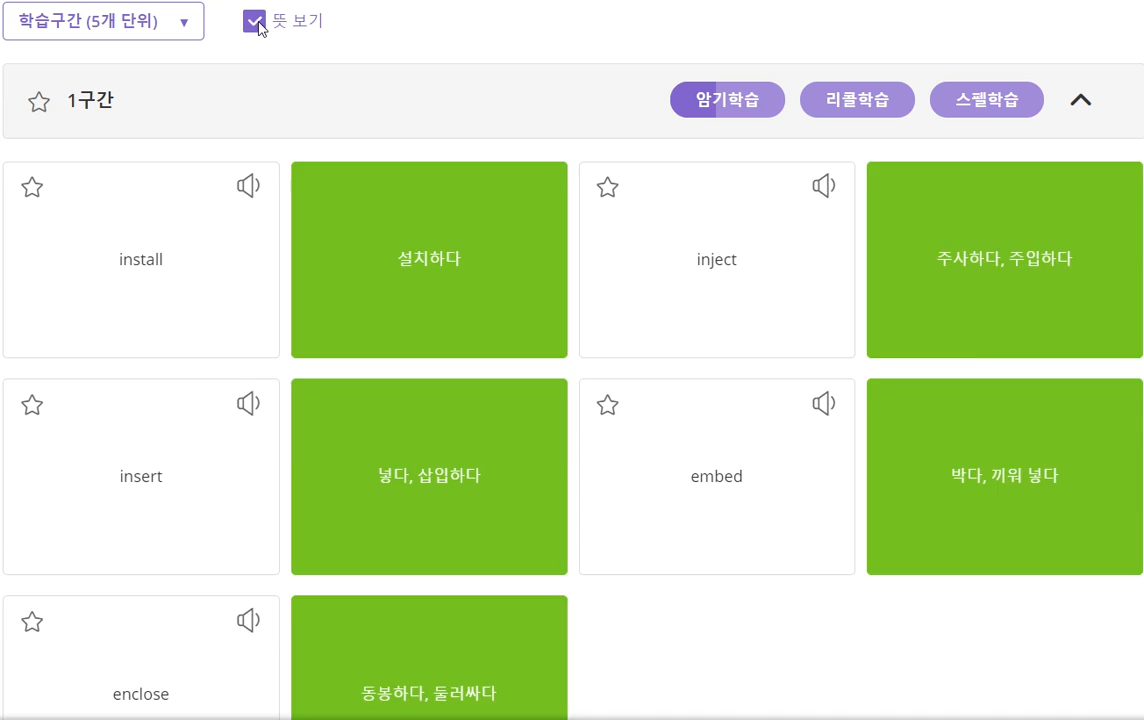 학습구간 (5개 단위) ▼
뜻 보기
1구간
암기학습
리콜학습
스펠학습
install
설치하다
inject
주사하다, 주입하다
insert
넣다, 삽입하다
embed
박다, 끼워 넣다
enclose
동봉하다, 둘러싸다